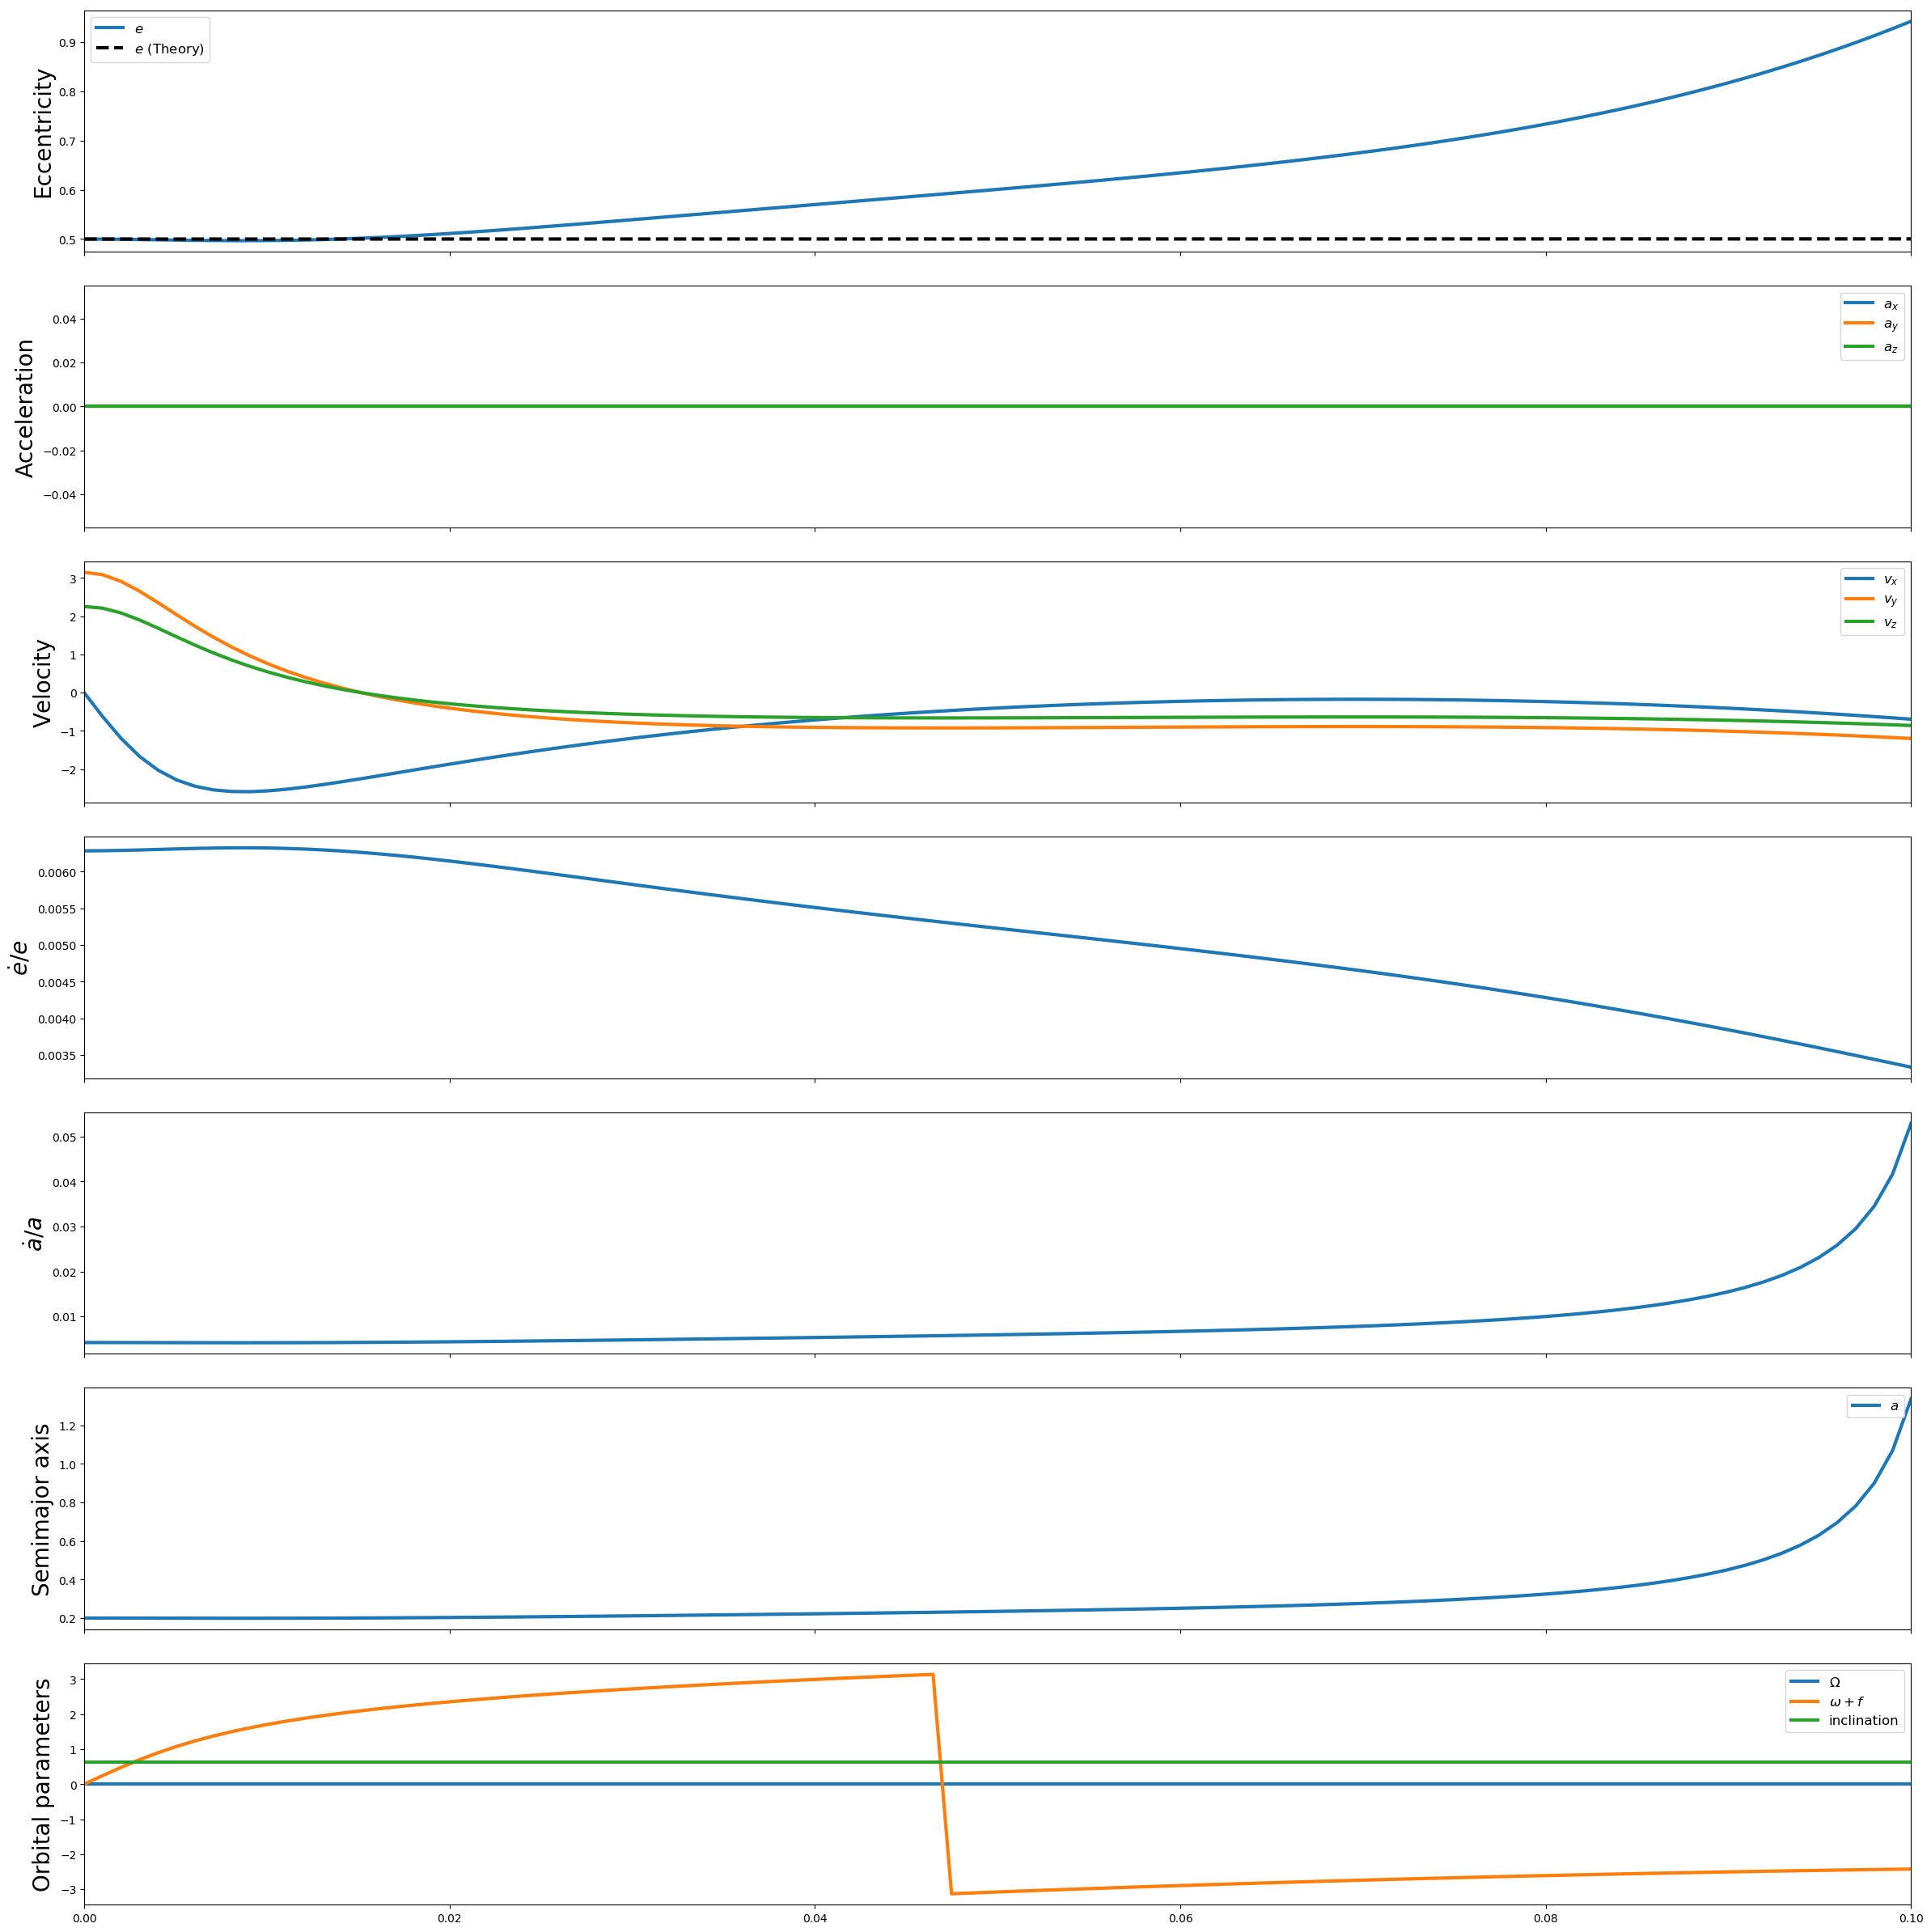 Eccentricity
0.9
0.8
0.7
0.6
0.5
e
e (Theory)
Acceleration
0.04
0.02
0.00
−0.02
−0.04
a_x
a_y
a_z
Velocity
3
2
1
0
−1
−2
v_x
v_y
v_z
ė/e
0.0060
0.0055
0.0050
0.0045
0.0040
0.0035
ȧ/a
0.05
0.04
0.03
0.02
0.01
Semimajor axis
1.2
1.0
0.8
0.6
0.4
0.2
a
Orbital parameters
3
2
1
0
−1
−2
−3
Ω
ω + f
inclination
0.00 0.02 0.04 0.06 0.08 0.10